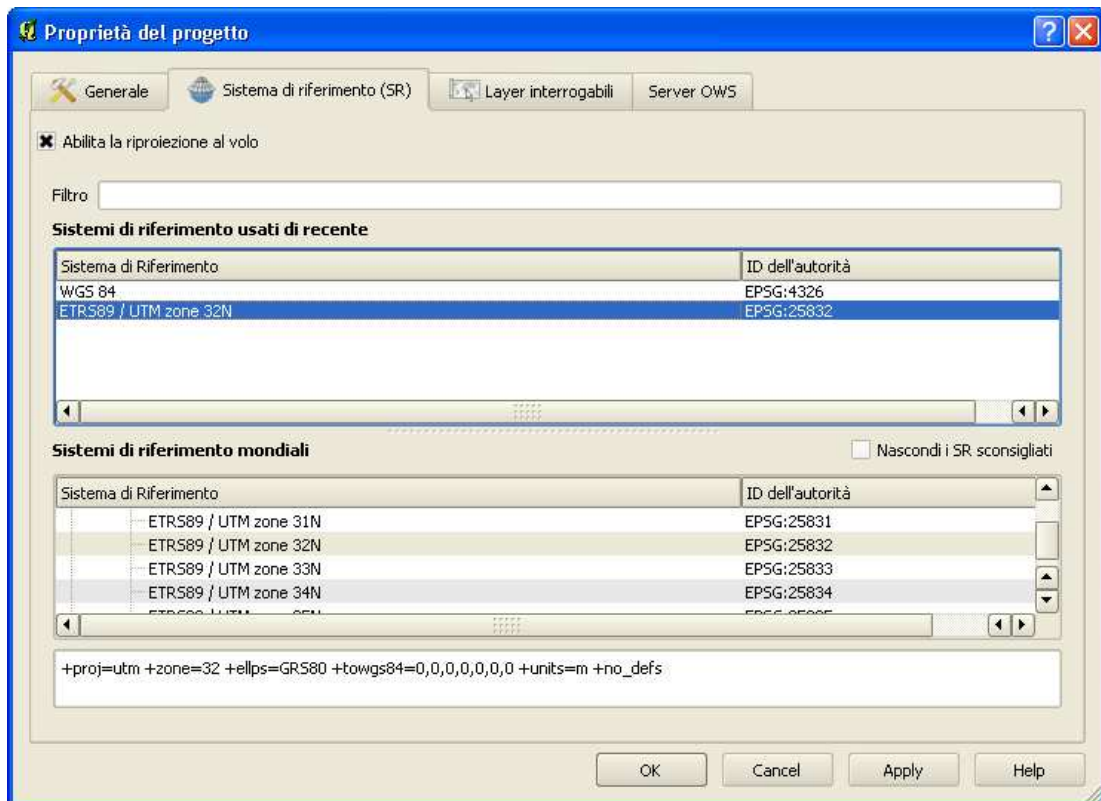 Proprietà del progetto
Generale
Sistema di riferimento (SR)
Layer interrogabili
Server OWS
Abilita la riproiezione al volo
Filtro
Sistemi di riferimento usati di recente
Sistema di Riferimento ID dell'autorità
WGS 84 EPSG:4326
ETRS89 / UTM zone 32N EPSG:25832
Sistemi di riferimento mondiali
Nascondi i SR sconsigliati
Sistema di Riferimento ID dell'autorità
ETRS89 / UTM zone 31N EPSG:25831
ETRS89 / UTM zone 32N EPSG:25832
ETRS89 / UTM zone 33N EPSG:25833
ETRS89 / UTM zone 34N EPSG:25834
+proj=utm +zone=32 +ellps=GRS80 +towgs84=0,0,0,0,0,0,0 +units=m +no_defs
OK
Cancel
Apply
Help